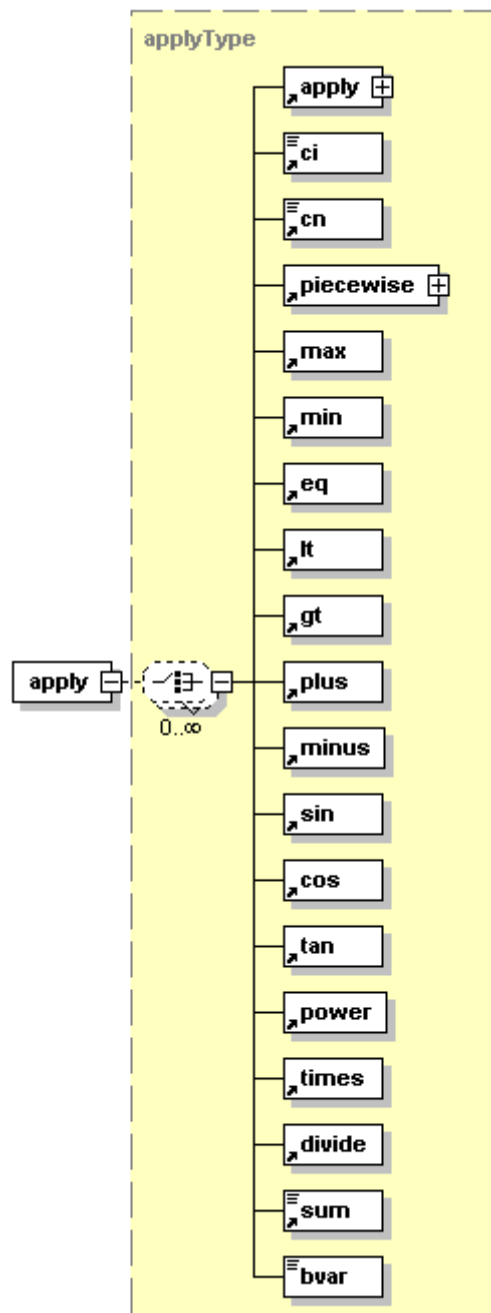 applyType
apply
ci
cn
piecewise
max
min
eq
lt
gt
apply
0..∞
plus
minus
sin
cos
tan
power
times
divide
sum
bvar